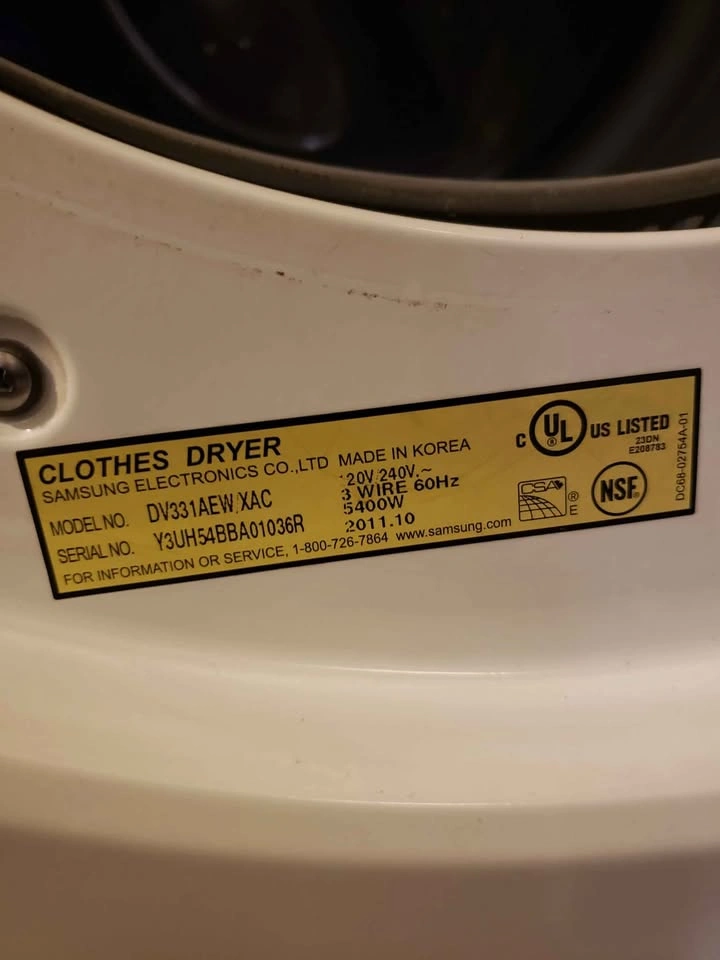 CLOTHES DRYER
SAMSUNG ELECTRONICS CO.,LTD MADE IN KOREA
MODEL NO. DV331AEW/XAC
SERIAL NO. Y3UH54BBA01036R
120V/240V.~
3 WIRE 60Hz
5400W
2011.10
FOR INFORMATION OR SERVICE, 1-800-726-7864 www.samsung.com
C UL ® US LISTED
23DN
E208783
CSA ®
E
NSF®
DC68-02754A-01